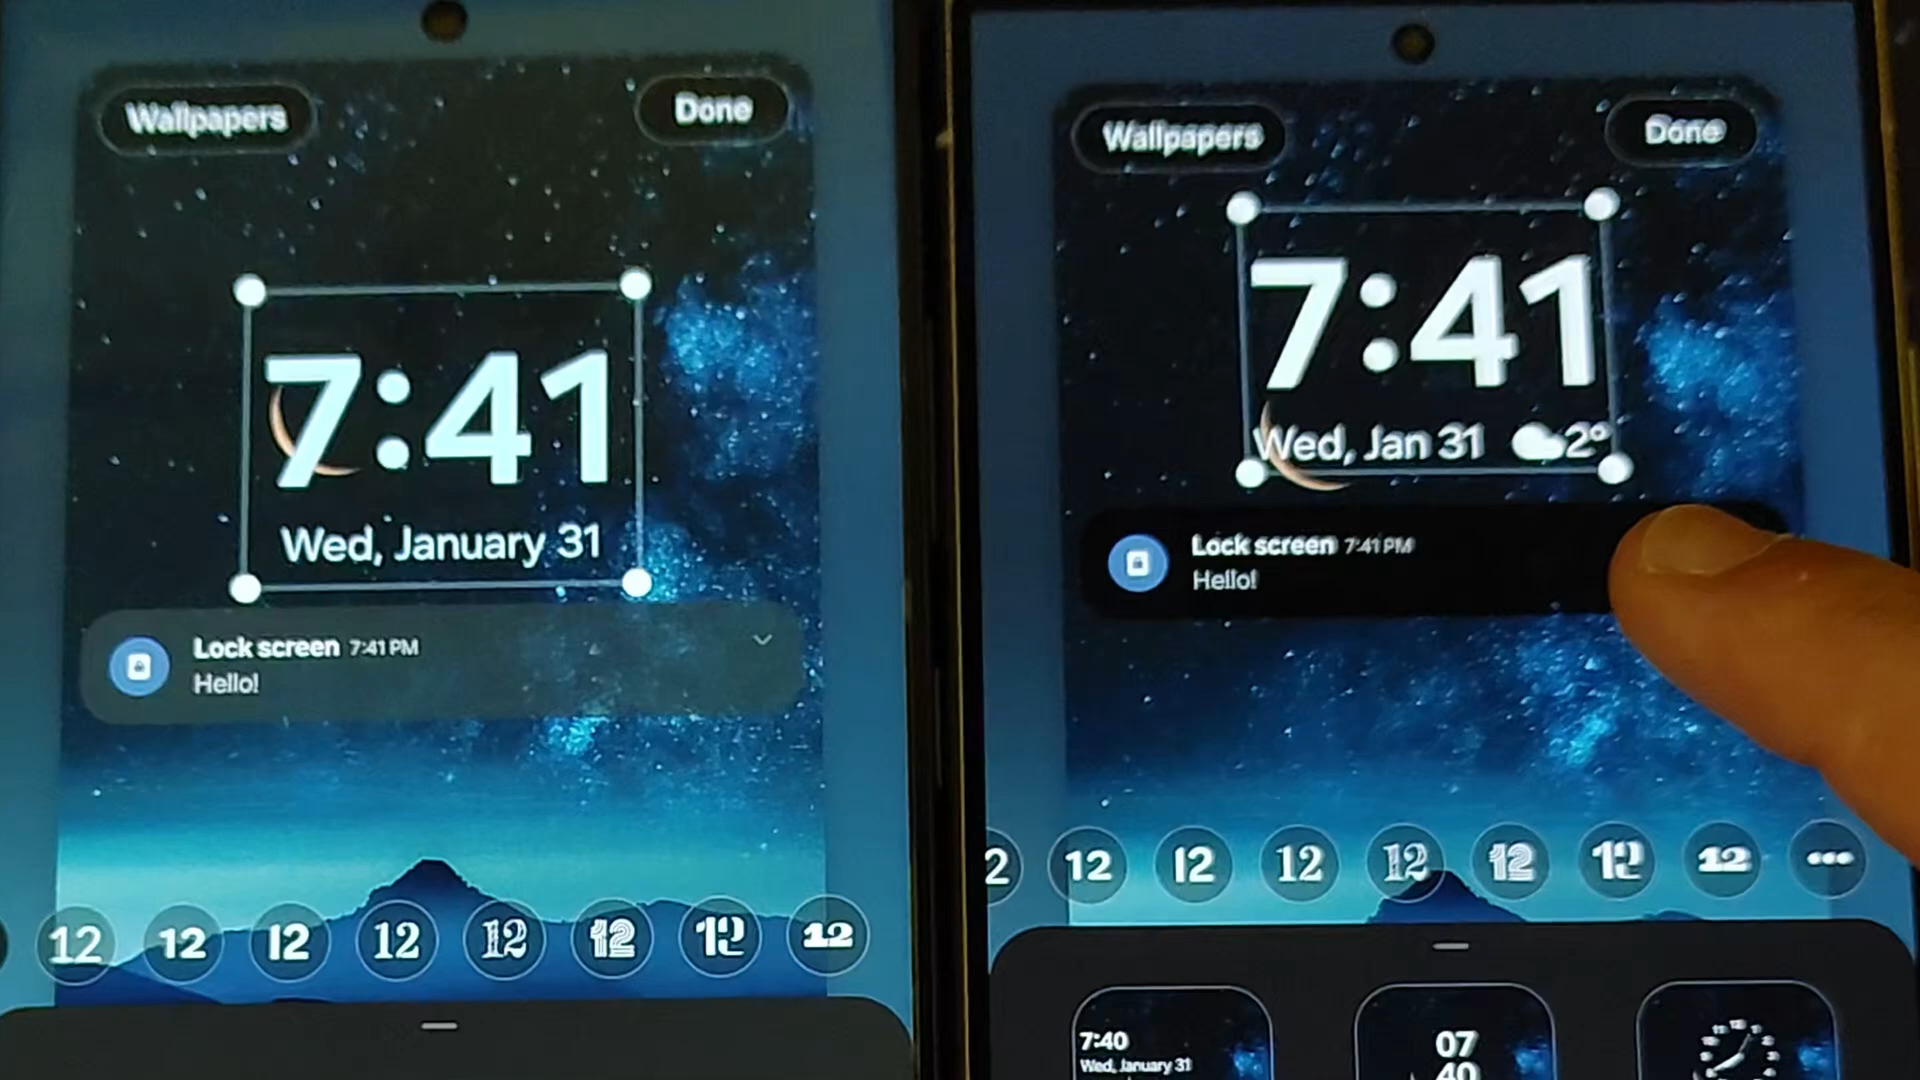 Wallpapers
Done
7:41
Wed, January 31
Lock screen 7:41 PM
Hello!
12 12 12 12 12 12 12 12
Wallpapers
Done
7:41
Wed, Jan 31 2°
Lock screen 7:41 PM
Hello!
2 12 12 12 12 12 12 12
7:40
Wed, January 31
07
40